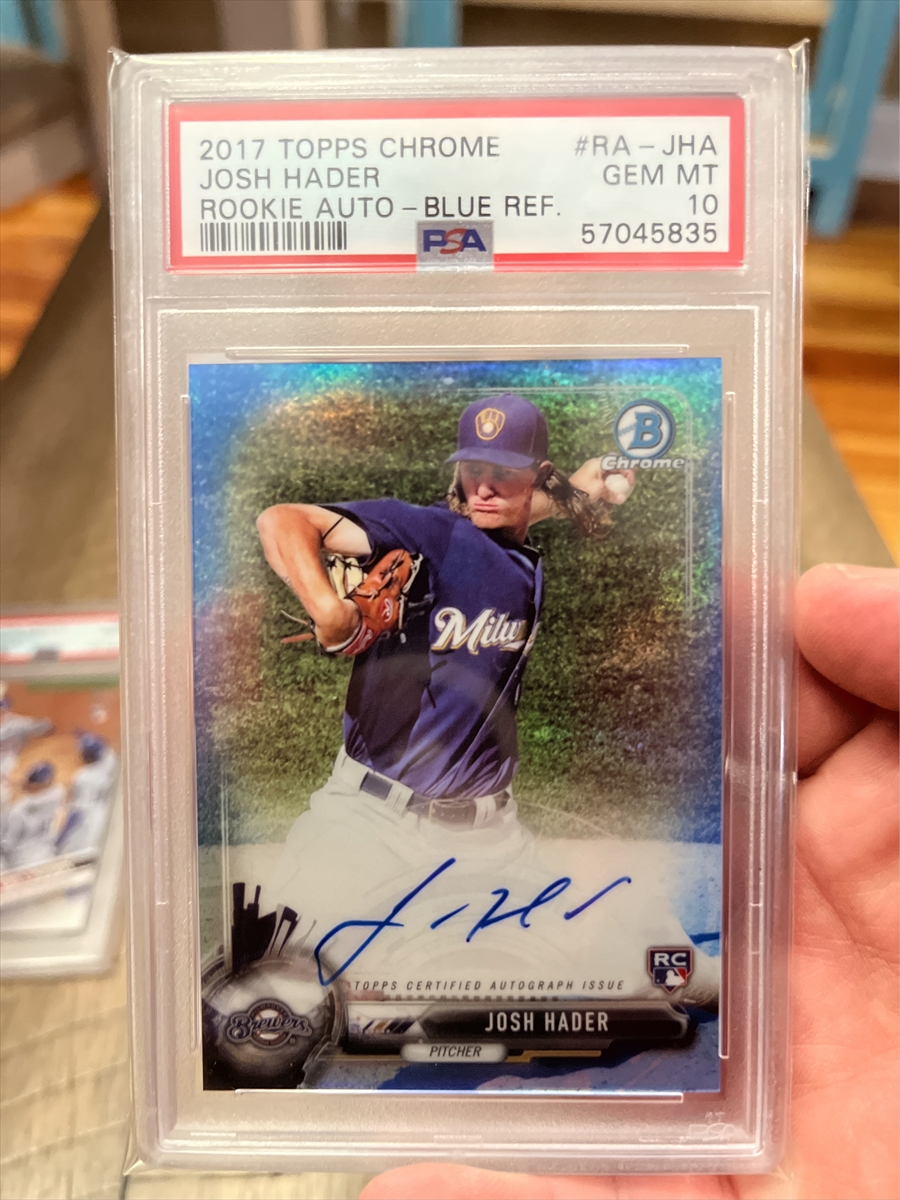 2017 TOPPS CHROME #RA-JHA
JOSH HADER GEM MT
ROOKIE AUTO-BLUE REF. 10
PSA 57045835
B
Chrome
Milw
TOPPS CERTIFIED AUTOGRAPH ISSUE
RC
Brewers
JOSH HADER
PITCHER